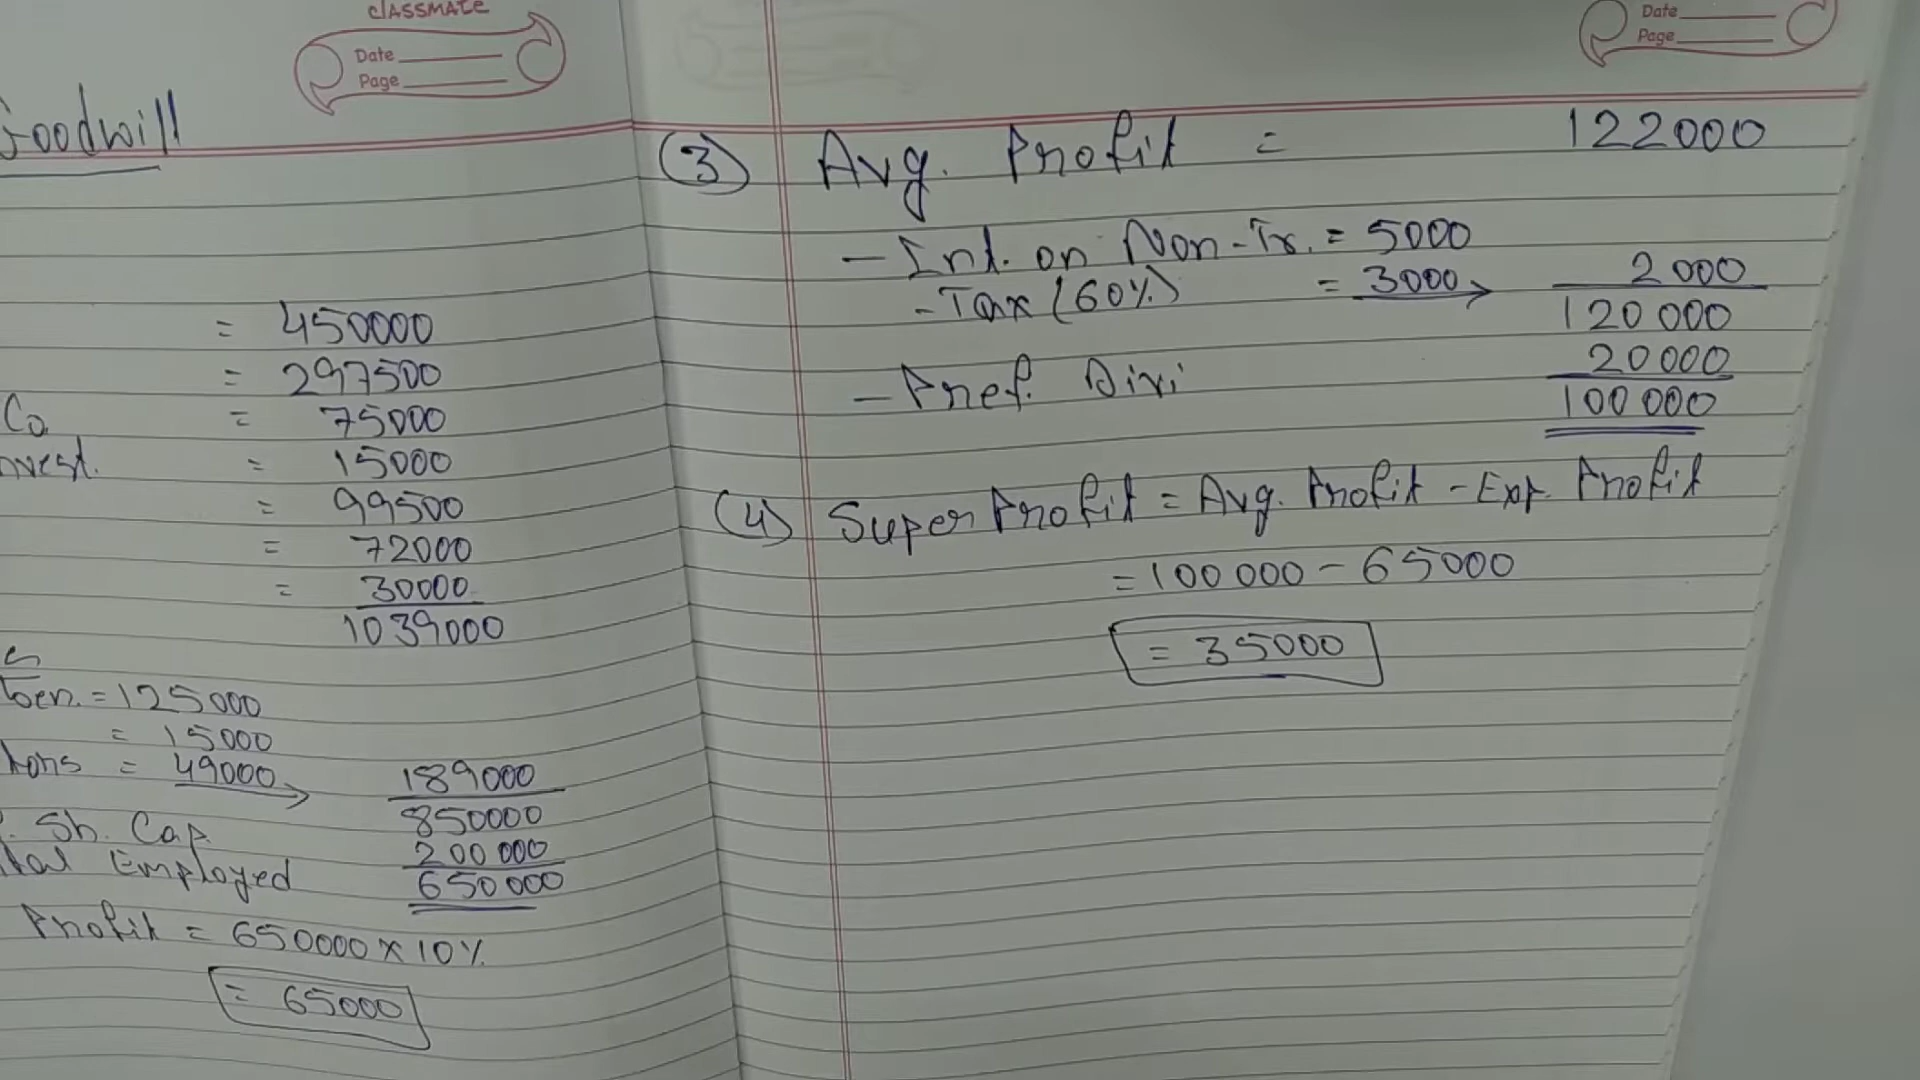 classmate
Date
Page
Goodwill
= 450000
= 297500
Co = 75000
nvest. = 15000
= 99500
= 72000
= 30000
1039000
= 125000
= 15000
= 49000 189000
850000
. Sh. Cap. 200000
tal Employed 650000
Profit = 650000 x 10%
= 65000
Date
Page
(3) Avg. Profit = 122000
- Int. on Non-Tr. = 5000
- Tax (60%) = 3000 2000
120000
- Pref. Divi 20000
100000
(4) Super Profit = Avg. Profit - Exp. Profit
= 100000 - 65000
= 35000